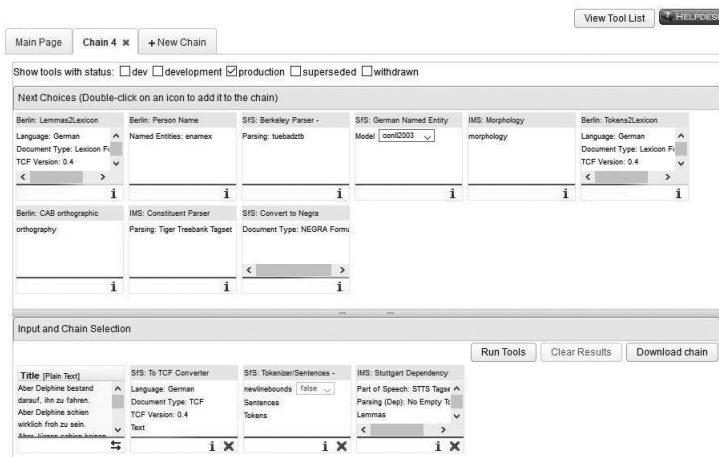 View Tool List
HELPDES
Main Page
Chain 4 ×
+ New Chain
Show tools with status: dev development production superseded withdrawn
Next Choices (Double-click on an icon to add it to the chain)
Berlin: Lemmas2Lexicon
Language: German
Document Type: Lexicon Fo
TCF Version: 0.4
Berlin: Person Name
Named Entities: enamex
SfS: Berkeley Parser -
Parsing: tuebadztb
SfS: German Named Entity
Model conll2003
IMS: Morphology
morphology
Berlin: Tokens2Lexicon
Language: German
Document Type: Lexicon Fo
TCF Version: 0.4
Berlin: CAB orthographic
orthography
IMS: Constituent Parser
Parsing: Tiger Treebank Tagset
SfS: Convert to Negra
Document Type: NEGRA Forma
Input and Chain Selection
Run Tools
Clear Results
Download chain
Title [Plain Text]
Aber Delphine bestand
darauf, ihn zu fahren.
Aber Delphine schien
wirklich froh zu sein.
Aber Jürgen schien keinen
SfS: To TCF Converter
Language: German
Document Type: TCF
TCF Version: 0.4
Text
SfS: Tokenizer/Sentences -
newlinebounds false
Sentences
Tokens
IMS: Stuttgart Dependency
Part of Speech: STTS Tagse
Parsing (Dep): No Empty To
Lemmas